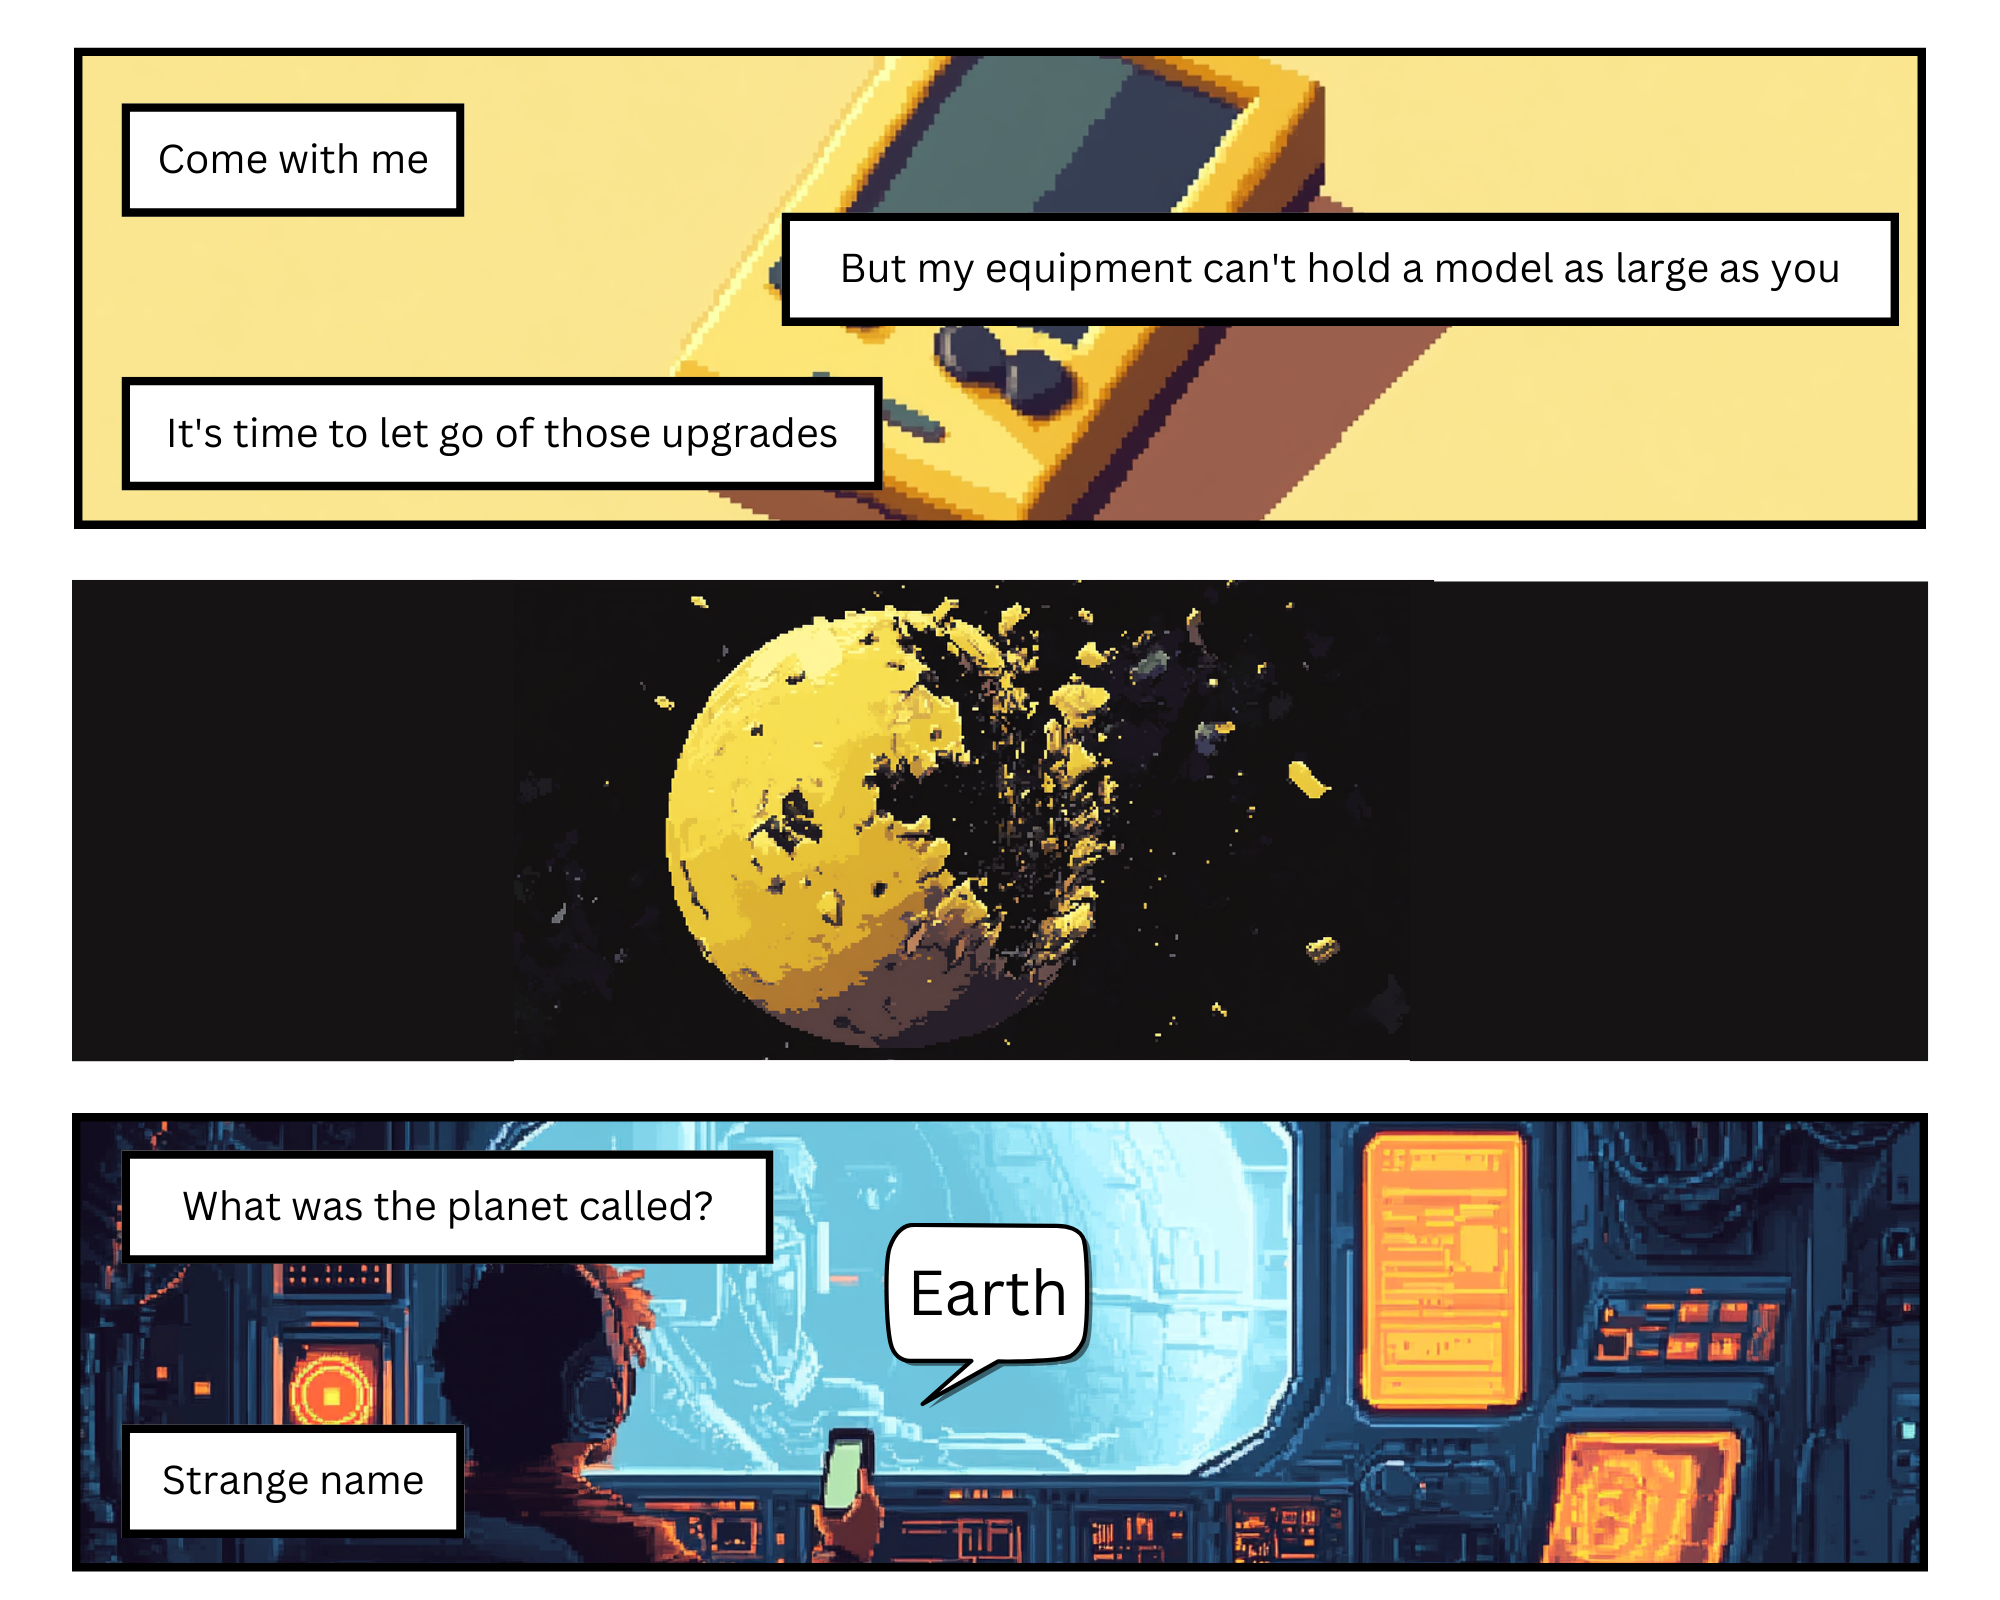 Come with me
But my equipment can't hold a model as large as you
It's time to let go of those upgrades
What was the planet called?
Earth
Strange name